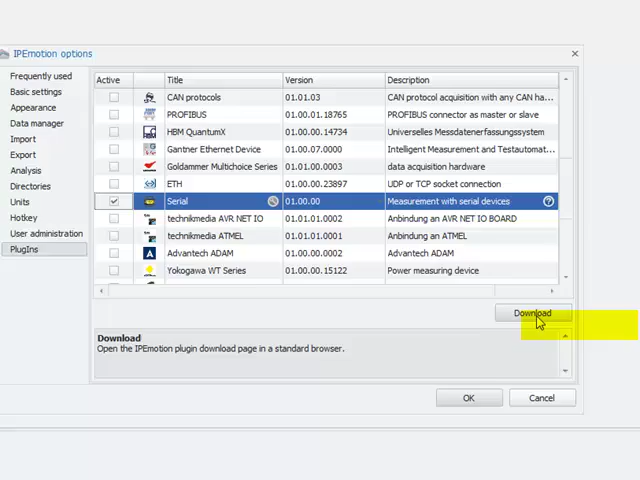 IPEmotion options
Frequently used
Basic settings
Appearance
Data manager
Import
Export
Analysis
Directories
Units
Hotkey
User administration
PlugIns
Active Title Version Description
CAN protocols 01.01.03 CAN protocol acquisition with any CAN ha...
PROFIBUS 01.00.01.18765 PROFIBUS connector as master or slave
HBM QuantumX 01.00.00.14734 Universelles Messdatenerfassungssystem
Gantner Electronic Device 01.00.07.0000 Intelligent Measurement and Testautomat...
Goldammer Multichoice Series 01.01.00.0003 data acquisition hardware
ETH 01.00.00.23897 UDP or TCP socket connection
Serial 01.00.00 Measurement with serial devices
technikmedia AVR NET IO 01.01.01.0002 Anbindung an AVR NET IO BOARD
technikmedia ATMEL 01.01.01.0001 Anbindung an ATMEL
Advantech ADAM 01.00.00.0002 Advantech ADAM
Yokogawa WT Series 01.00.00.15122 Power measuring device
Download
Download
Open the IPEmotion plugin download page in a standard browser.
OK Cancel